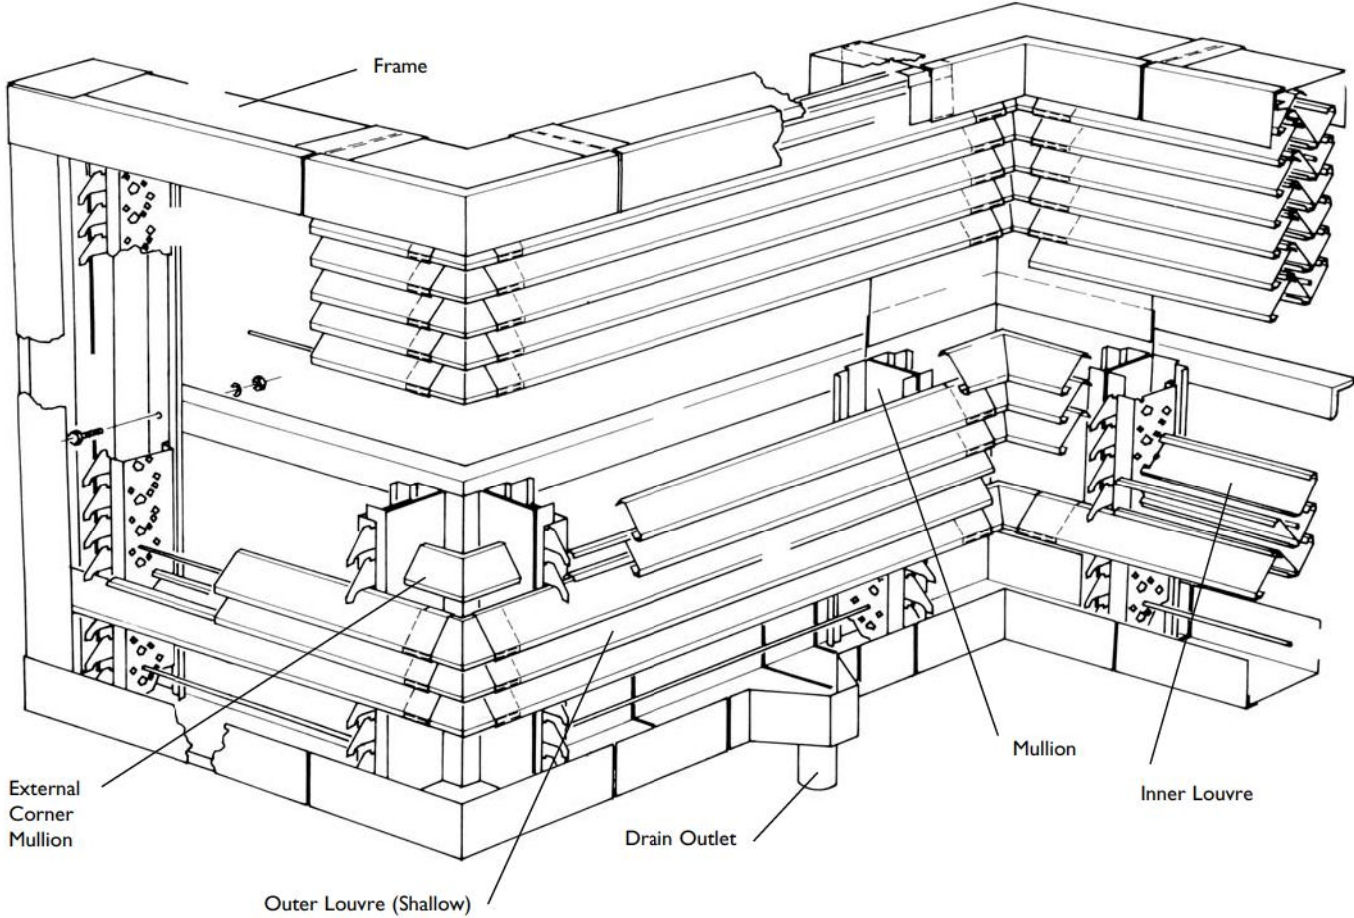 Frame
Mullion
Inner Louvre
External
Corner
Mullion
Drain Outlet
Outer Louvre (Shallow)